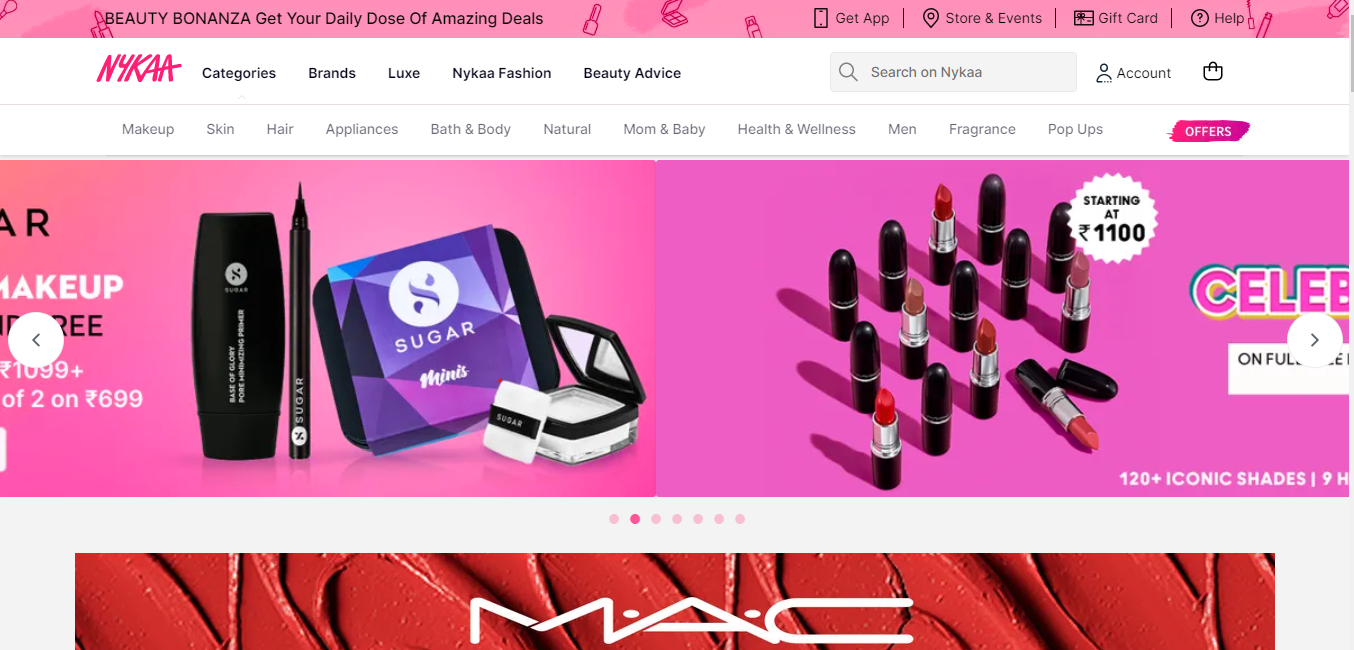 BEAUTY BONANZA Get Your Daily Dose Of Amazing Deals
Get App
Store & Events
Gift Card
Help
NYKAA
Categories
Brands
Luxe
Nykaa Fashion
Beauty Advice
Search on Nykaa
Account
Makeup
Skin
Hair
Appliances
Bath & Body
Natural
Mom & Baby
Health & Wellness
Men
Fragrance
Pop Ups
OFFERS
AR
MAKEUP
REE
₹1099+
of 2 on ₹699
SUGAR
BASE OF GLORY
PORE MINIMIZING PRIMER
SUGAR
SUGAR
Minis
SUGAR
STARTING
AT
₹1100
CELEB
ON FULL
120+ ICONIC SHADES | 9 H
MAC